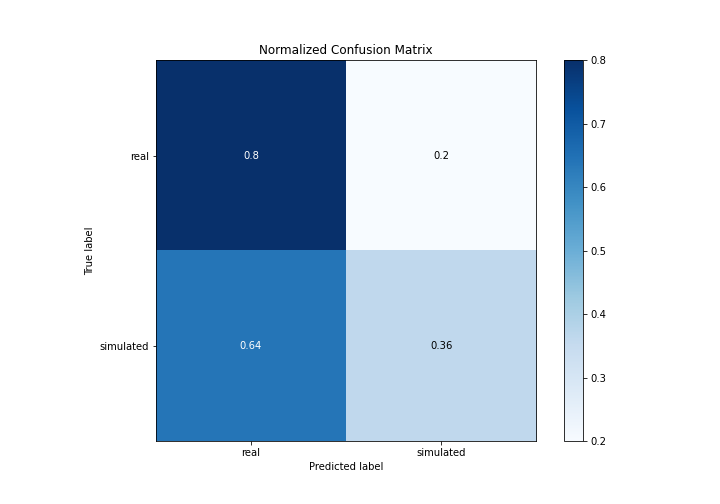 Normalized Confusion Matrix
real
simulated
True label
0.8
0.2
0.64
0.36
real
simulated
Predicted label
0.8
0.7
0.6
0.5
0.4
0.3
0.2